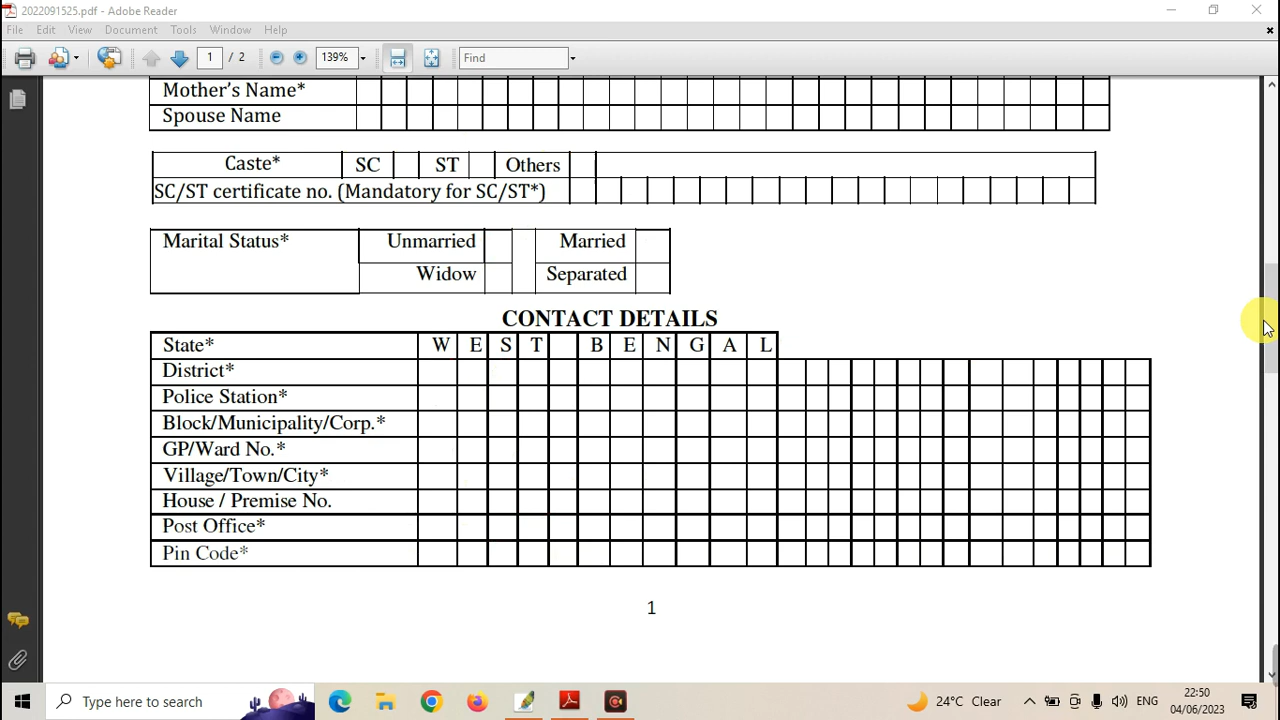 2022091525.pdf - Adobe Reader
File Edit View Document Tools Window Help
1 / 2 139% Find
Mother's Name*
Spouse Name
Caste* SC ST Others
SC/ST certificate no. (Mandatory for SC/ST*)
Marital Status* Unmarried Married
Widow Separated
CONTACT DETAILS
State* W E S T B E N G A L
District*
Police Station*
Block/Municipality/Corp.*
GP/Ward No.*
Village/Town/City*
House / Premise No.
Post Office*
Pin Code*
1
Type here to search
24°C Clear
22:50
04/06/2023